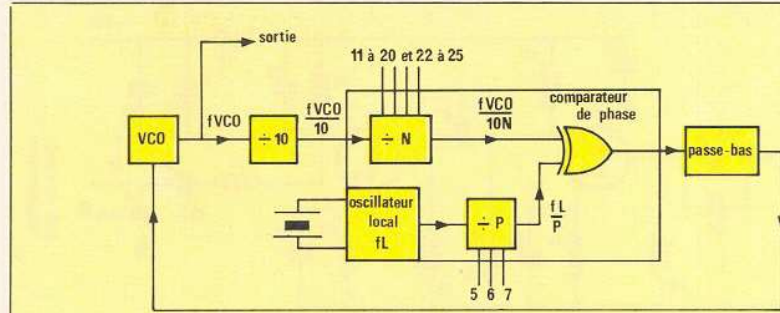 sortie
11 à 20 et 22 à 25
fVCO
fVCO
10
fVCO
10N
comparateur
de phase
VCO
÷ 10
÷ N
passe-bas
oscillateur
local
fL
÷ P
fL
P
5 6 7